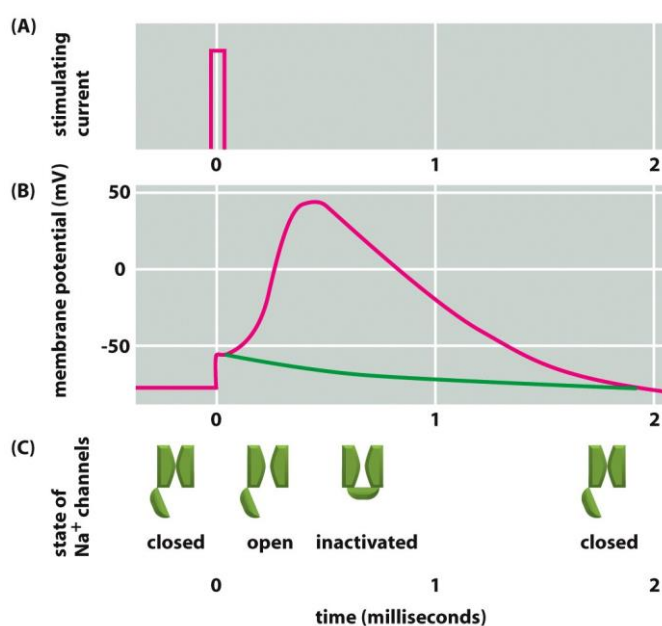 (A)
stimulating
current
0 1 2
(B)
membrane potential (mV)
50
0
-50
0 1 2
(C)
state of
Na⁺ channels
closed open inactivated closed
0 1 2
time (milliseconds)